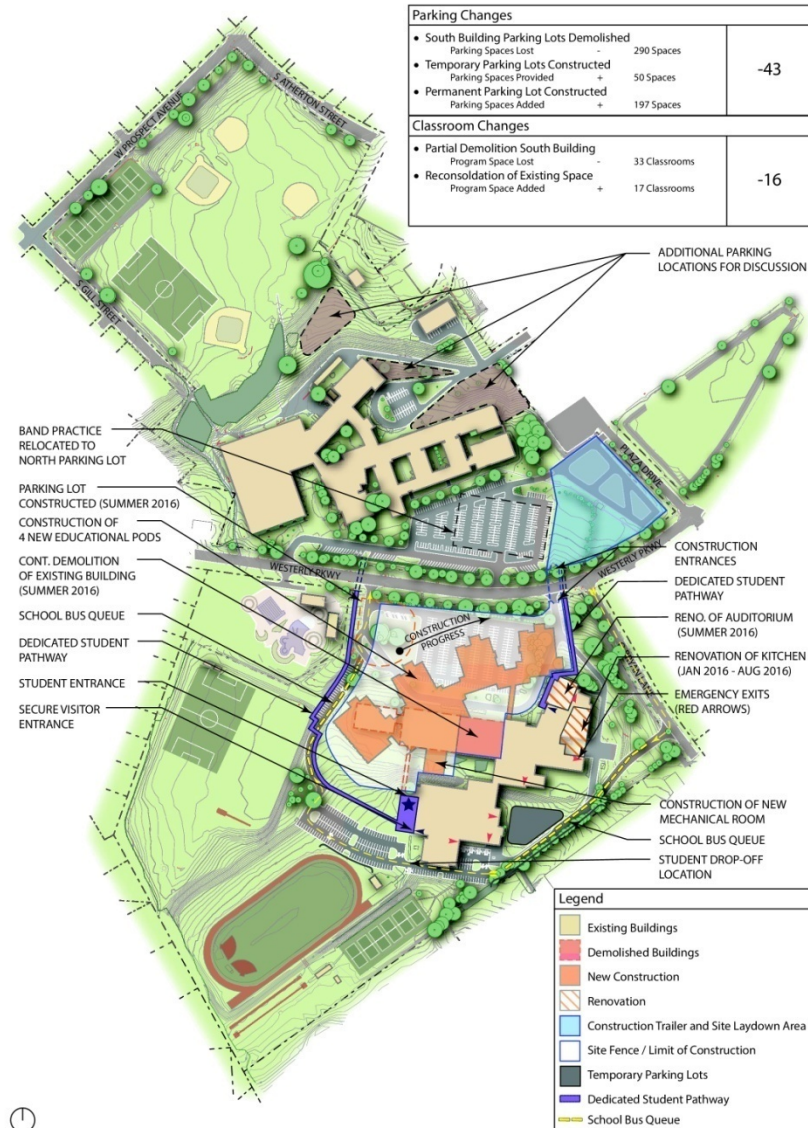 Parking Changes
• South Building Parking Lots Demolished
Parking Spaces Lost - 290 Spaces
• Temporary Parking Lots Constructed
Parking Spaces Provided + 50 Spaces
• Permanent Parking Lot Constructed
Parking Spaces Added + 197 Spaces
-43
Classroom Changes
• Partial Demolition South Building
Program Space Lost - 33 Classrooms
• Reconsoldation of Existing Space
Program Space Added + 17 Classrooms
-16
S ATHERTON STREET
W PROSPECT AVENUE
S GILL STREET
ADDITIONAL PARKING
LOCATIONS FOR DISCUSSION
PLAZA DRIVE
BAND PRACTICE
RELOCATED TO
NORTH PARKING LOT
PARKING LOT
CONSTRUCTED (SUMMER 2016)
CONSTRUCTION OF
4 NEW EDUCATIONAL PODS
CONT. DEMOLITION
OF EXISTING BUILDING
(SUMMER 2016)
SCHOOL BUS QUEUE
DEDICATED STUDENT
PATHWAY
STUDENT ENTRANCE
SECURE VISITOR
ENTRANCE
WESTERLY PKWY
WESTERLY PKWY
CONSTRUCTION
PROGRESS
CONSTRUCTION
ENTRANCES
DEDICATED STUDENT
PATHWAY
RENO. OF AUDITORIUM
(SUMMER 2016)
RENOVATION OF KITCHEN
(JAN 2016 - AUG 2016)
EMERGENCY EXITS
(RED ARROWS)
CONSTRUCTION OF NEW
MECHANICAL ROOM
SCHOOL BUS QUEUE
STUDENT DROP-OFF
LOCATION
Legend
Existing Buildings
Demolished Buildings
New Construction
Renovation
Construction Trailer and Site Laydown Area
Site Fence / Limit of Construction
Temporary Parking Lots
Dedicated Student Pathway
School Bus Queue